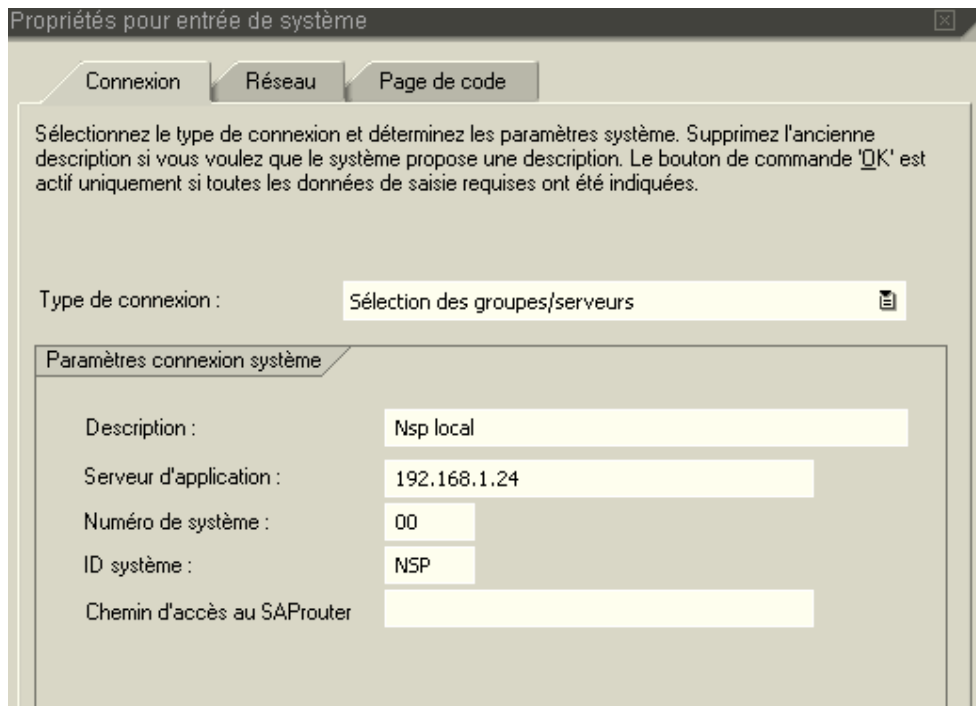 Propriétés pour entrée de système
Connexion
Réseau
Page de code
Sélectionnez le type de connexion et déterminez les paramètres système. Supprimez l'ancienne
description si vous voulez que le système propose une description. Le bouton de commande 'OK' est
actif uniquement si toutes les données de saisie requises ont été indiquées.
Type de connexion : Sélection des groupes/serveurs
Paramètres connexion système
Description : Nsp local
Serveur d'application : 192.168.1.24
Numéro de système : 00
ID système : NSP
Chemin d'accès au SAProuter